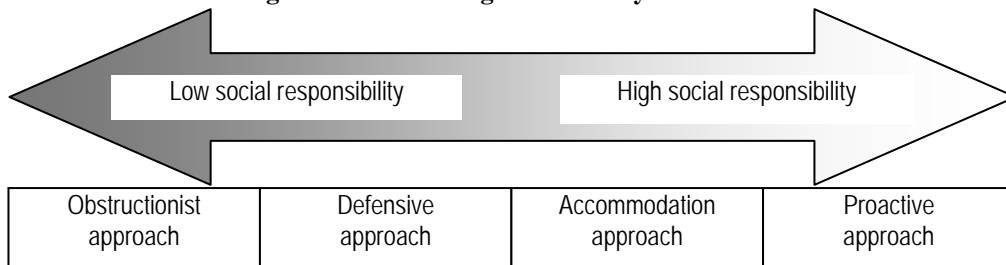 Low social responsibility High social responsibility
Obstructionist Defensive Accommodation Proactive
approach approach approach approach